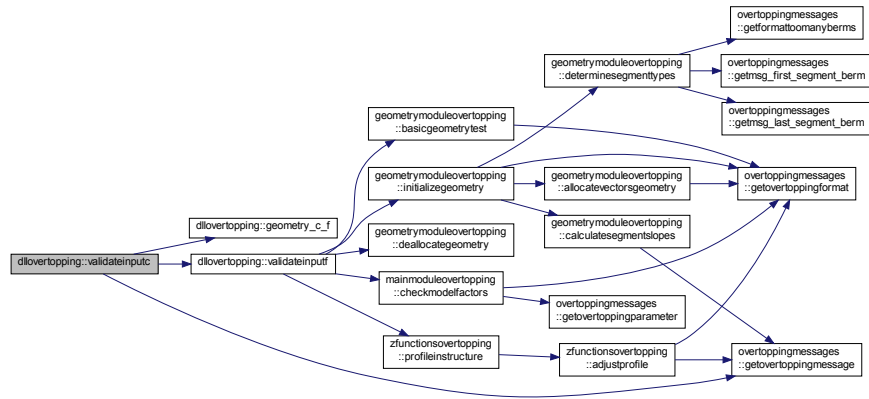 overtoppingmessages
::getformattoomanyberms
geometrymoduleovertopping
::determinesegmenttypes
overtoppingmessages
::getmsg_first_segment_berm
overtoppingmessages
::getmsg_last_segment_berm
geometrymoduleovertopping
::basicgeometrytest
geometrymoduleovertopping
::initializegeometry
geometrymoduleovertopping
::allocatevectorsgeometry
overtoppingmessages
::getovertoppingformat
dllovertopping::geometry_c_f
geometrymoduleovertopping
::deallocategeometry
geometrymoduleovertopping
::calculatesegmentslopes
dllovertopping::validateinputc
dllovertopping::validateinputf
mainmoduleovertopping
::checkmodelfactors
overtoppingmessages
::getovertoppingparameter
zfunctionsovertopping
::profileinstructure
zfunctionsovertopping
::adjustprofile
overtoppingmessages
::getovertoppingmessage